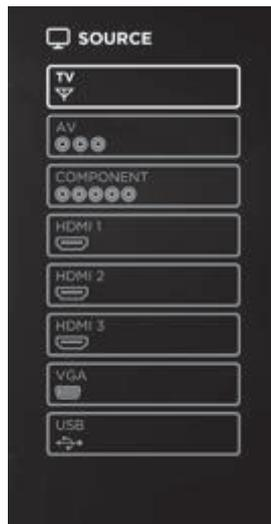 SOURCE
TV
AV
COMPONENT
HDMI 1
HDMI 2
HDMI 3
VGA
USB